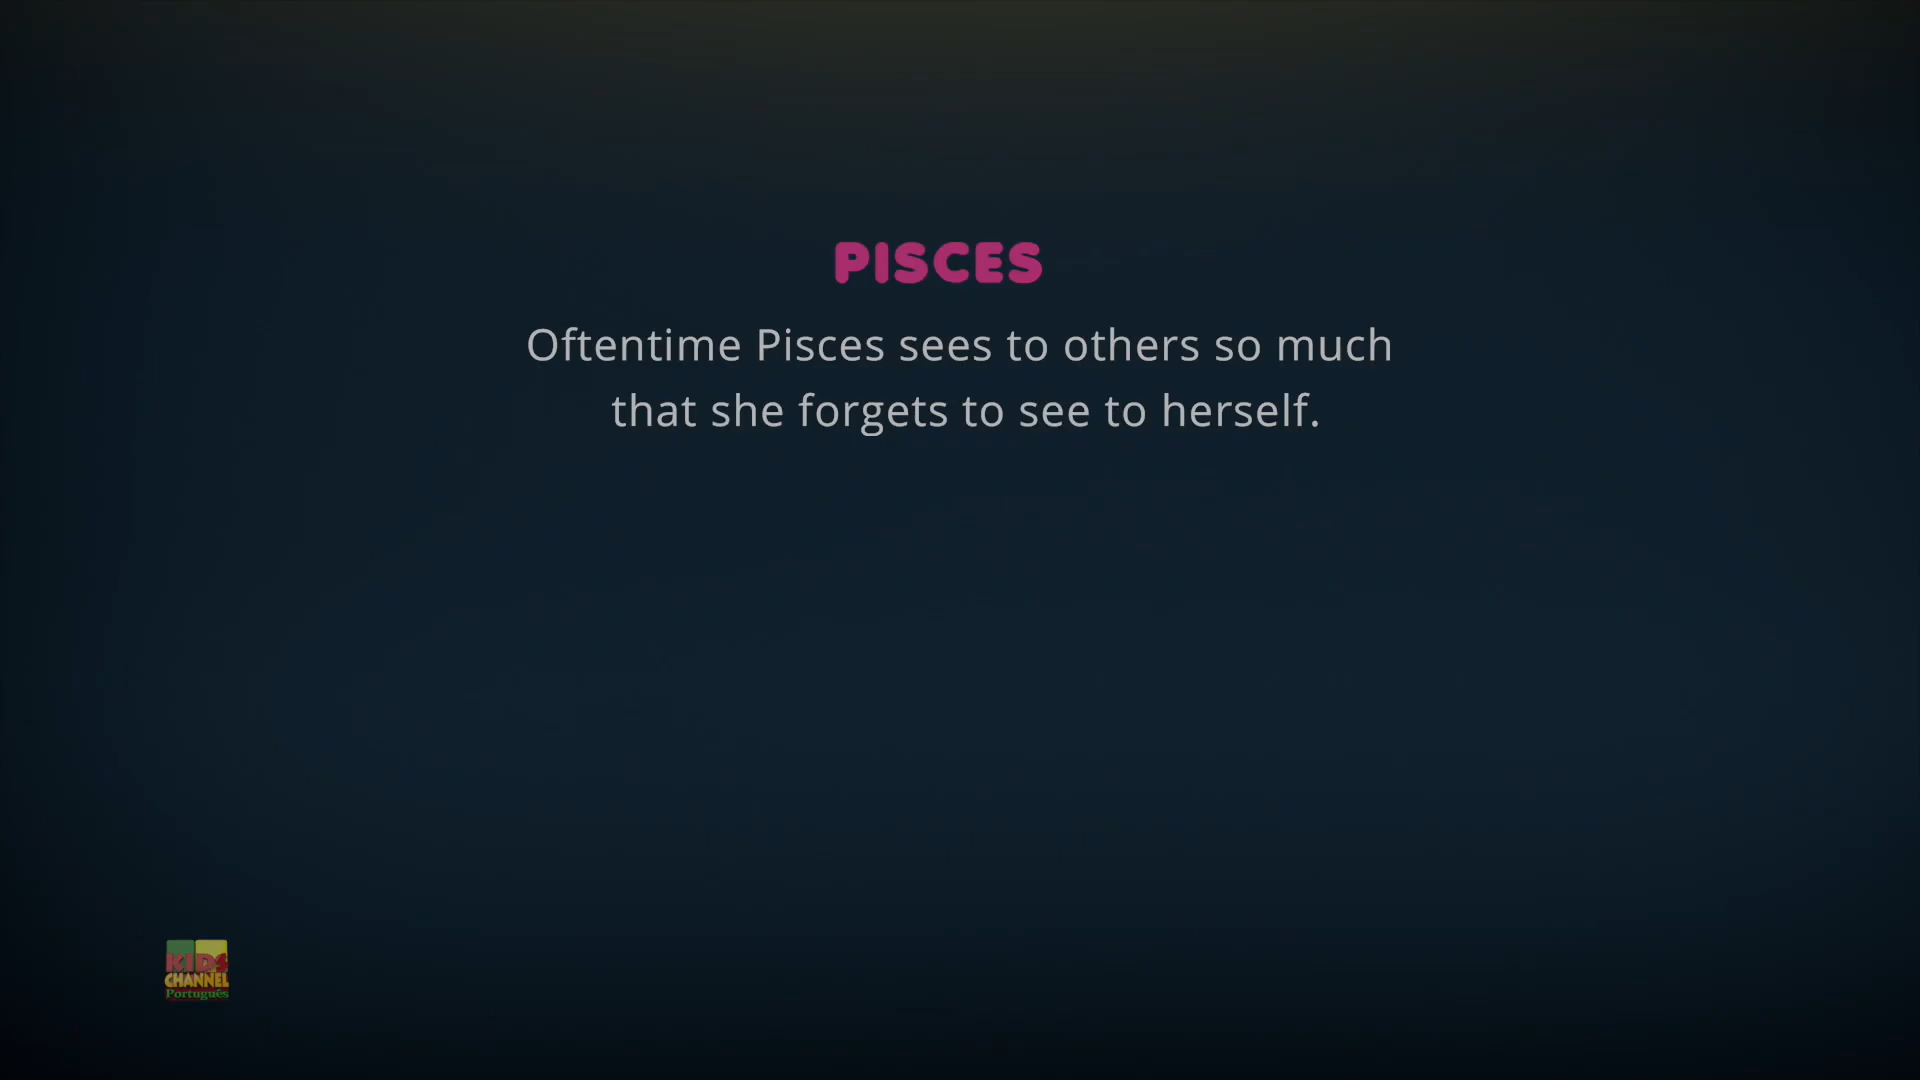 PISCES
Oftentime Pisces sees to others so much
that she forgets to see to herself.
KIDS
CHANNEL
Português